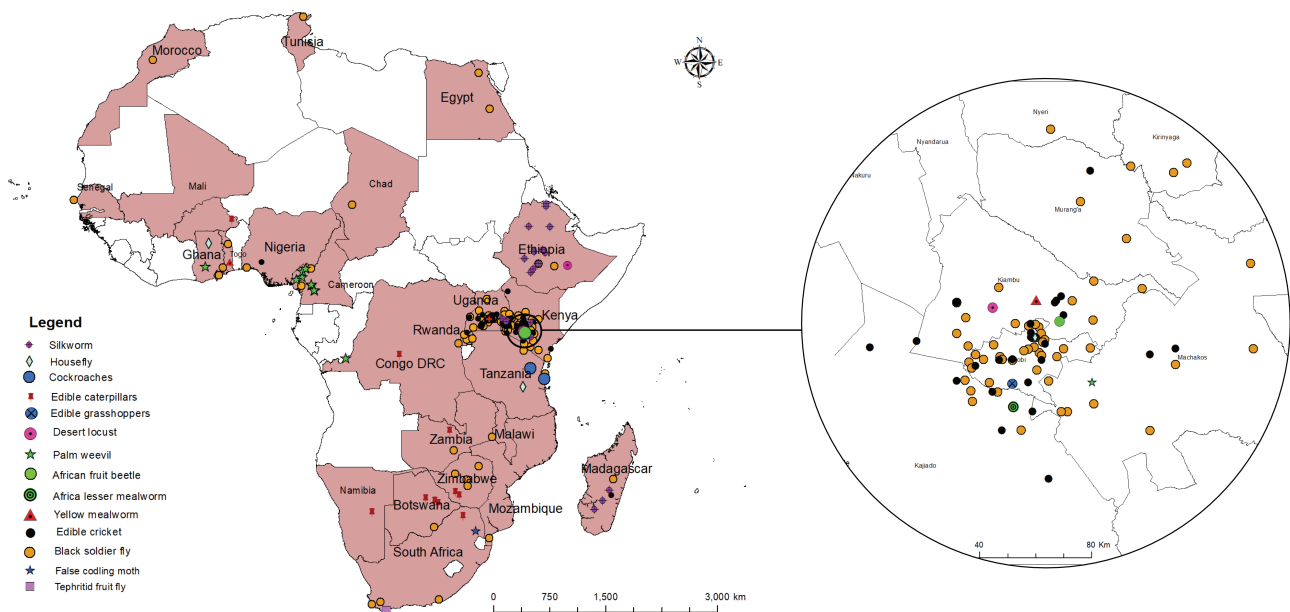 Morocco
Tunisia
Egypt
N
W E
S
Senegal
Mali
Chad
Ghana
Togo
Nigeria
Cameroon
Ethiopia
Uganda
Kenya
Rwanda
Congo DRC
Tanzania
Zambia
Malawi
Zimbabwe
Madagascar
Namibia
Botswana
Mozambique
South Africa
Legend
Silkworm
Housefly
Cockroaches
Edible caterpillars
Edible grasshoppers
Desert locust
Palm weevil
African fruit beetle
Africa lesser mealworm
Yellow mealworm
Edible cricket
Black soldier fly
False codling moth
Tephritid fruit fly
0 750 1,500 3,000 km
Nyeri
Nyandarua
Kirinyaga
Murang'a
Kiambu
Machakos
Kajiado
40 80 Km